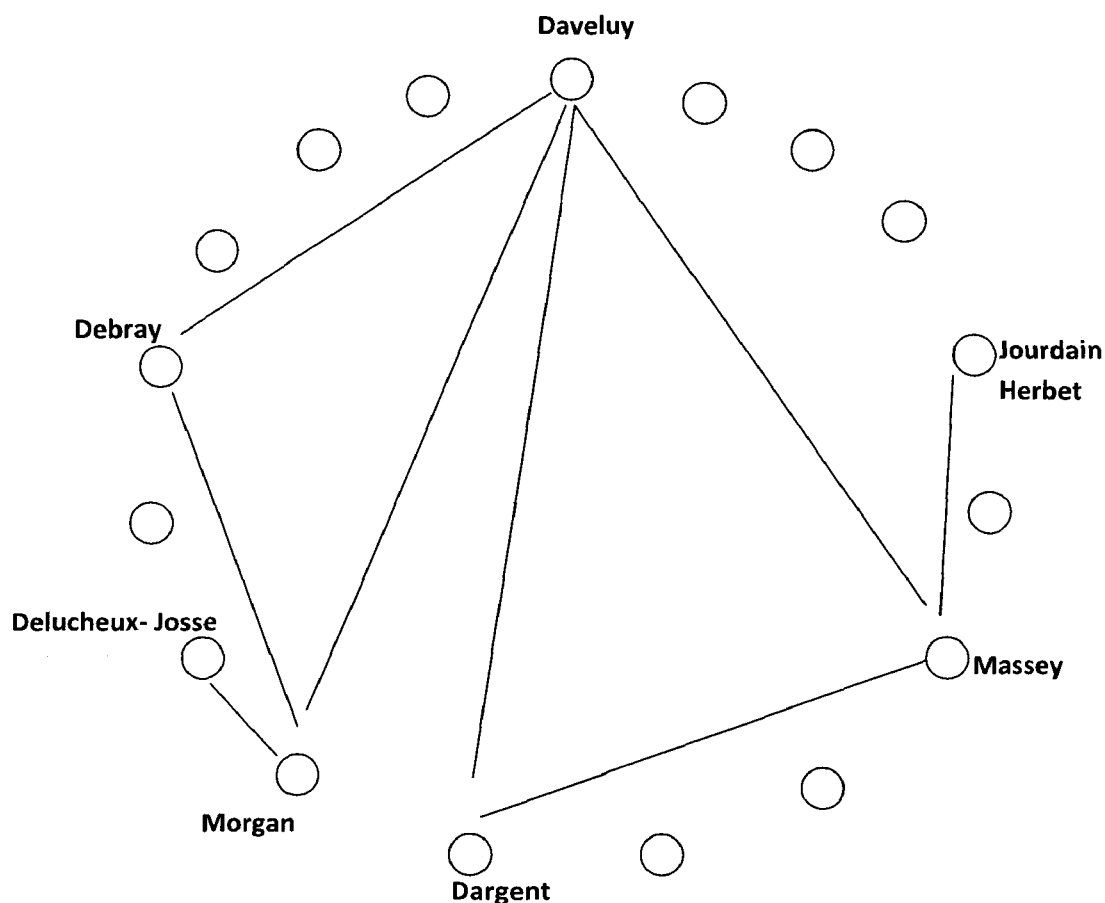 Daveluy
Debray
Jourdain
Herbet
Delucheux- Josse
Massey
Morgan
Dargent